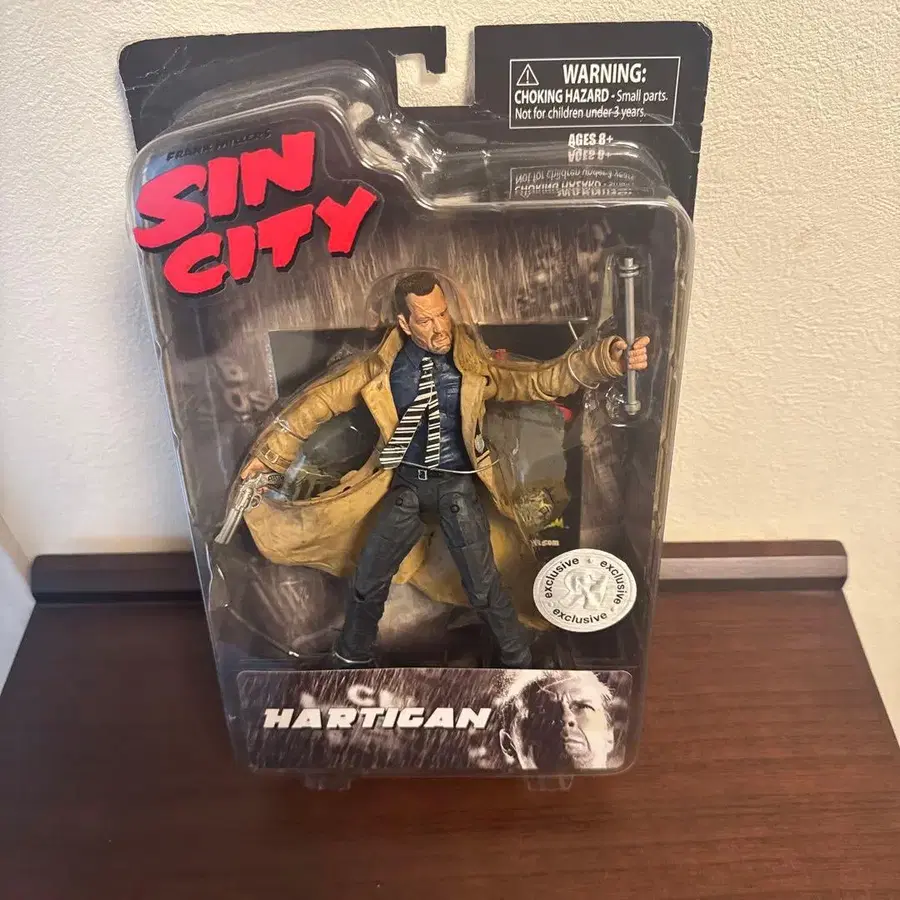 WARNING:
CHOKING HAZARD - Small parts.
Not for children under 3 years.
AGES 8+
FRANK MILLER'S
SIN
CITY
exclusive exclusive
exclusive
HARTIGAN